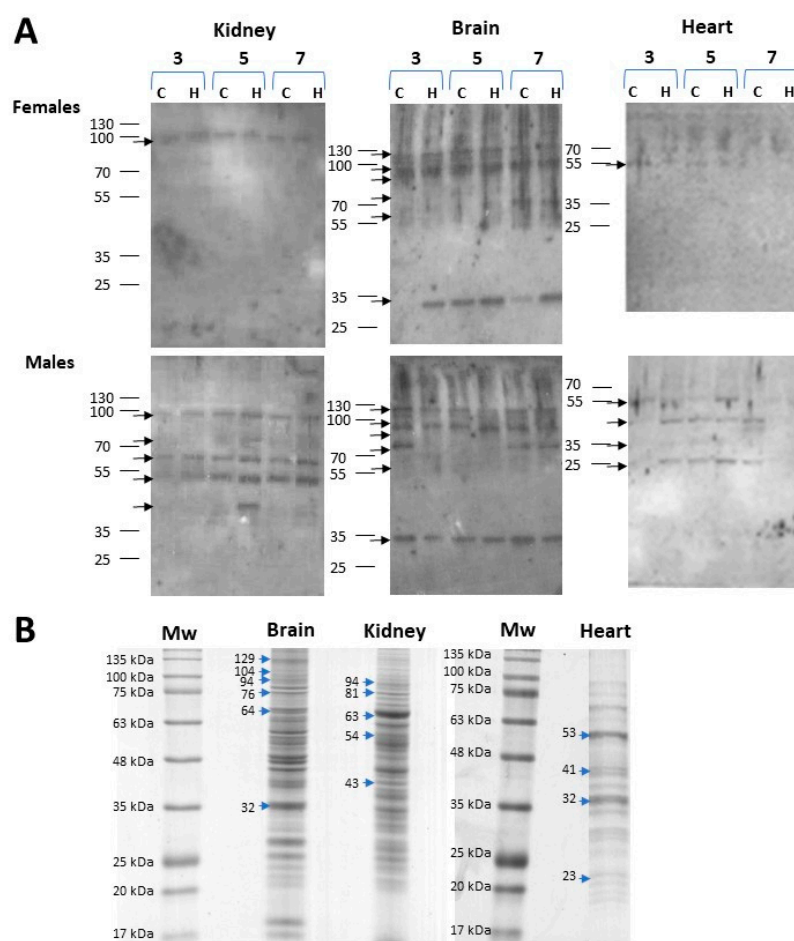 A
Kidney
Brain
Heart
3 5 7
3 5 7
3 5 7
C H C H C H
C H C H C H
C H C H C H
Females
130
100
70
55
35
25
130
100
70
55
35
25
70
55
35
25
Males
130
100
70
55
35
25
130
100
70
55
35
25
70
55
35
25
B
Mw
Brain
Kidney
Mw
Heart
135 kDa
100 kDa
75 kDa
63 kDa
48 kDa
35 kDa
25 kDa
20 kDa
17 kDa
129
104
94
76
64
32
94
81
63
54
43
135 kDa
100 kDa
75 kDa
63 kDa
48 kDa
35 kDa
25 kDa
20 kDa
17 kDa
53
41
32
23